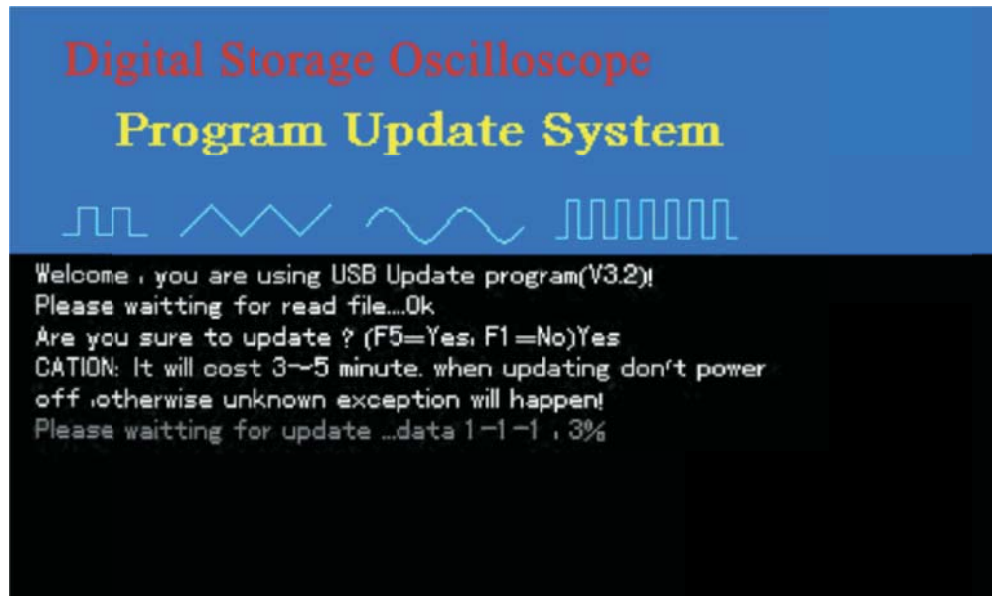 Digital Storage Oscilloscope
Program Update System
Welcome , you are using USB Update program(V3.2)!
Please waitting for read file....Ok
Are you sure to update ? (F5=Yes, F1=No)Yes
CATION: It will cost 3~5 minute. when updating don't power
off ,otherwise unknown exception will happen!
Please waitting for update ...data 1-1-1 , 3%